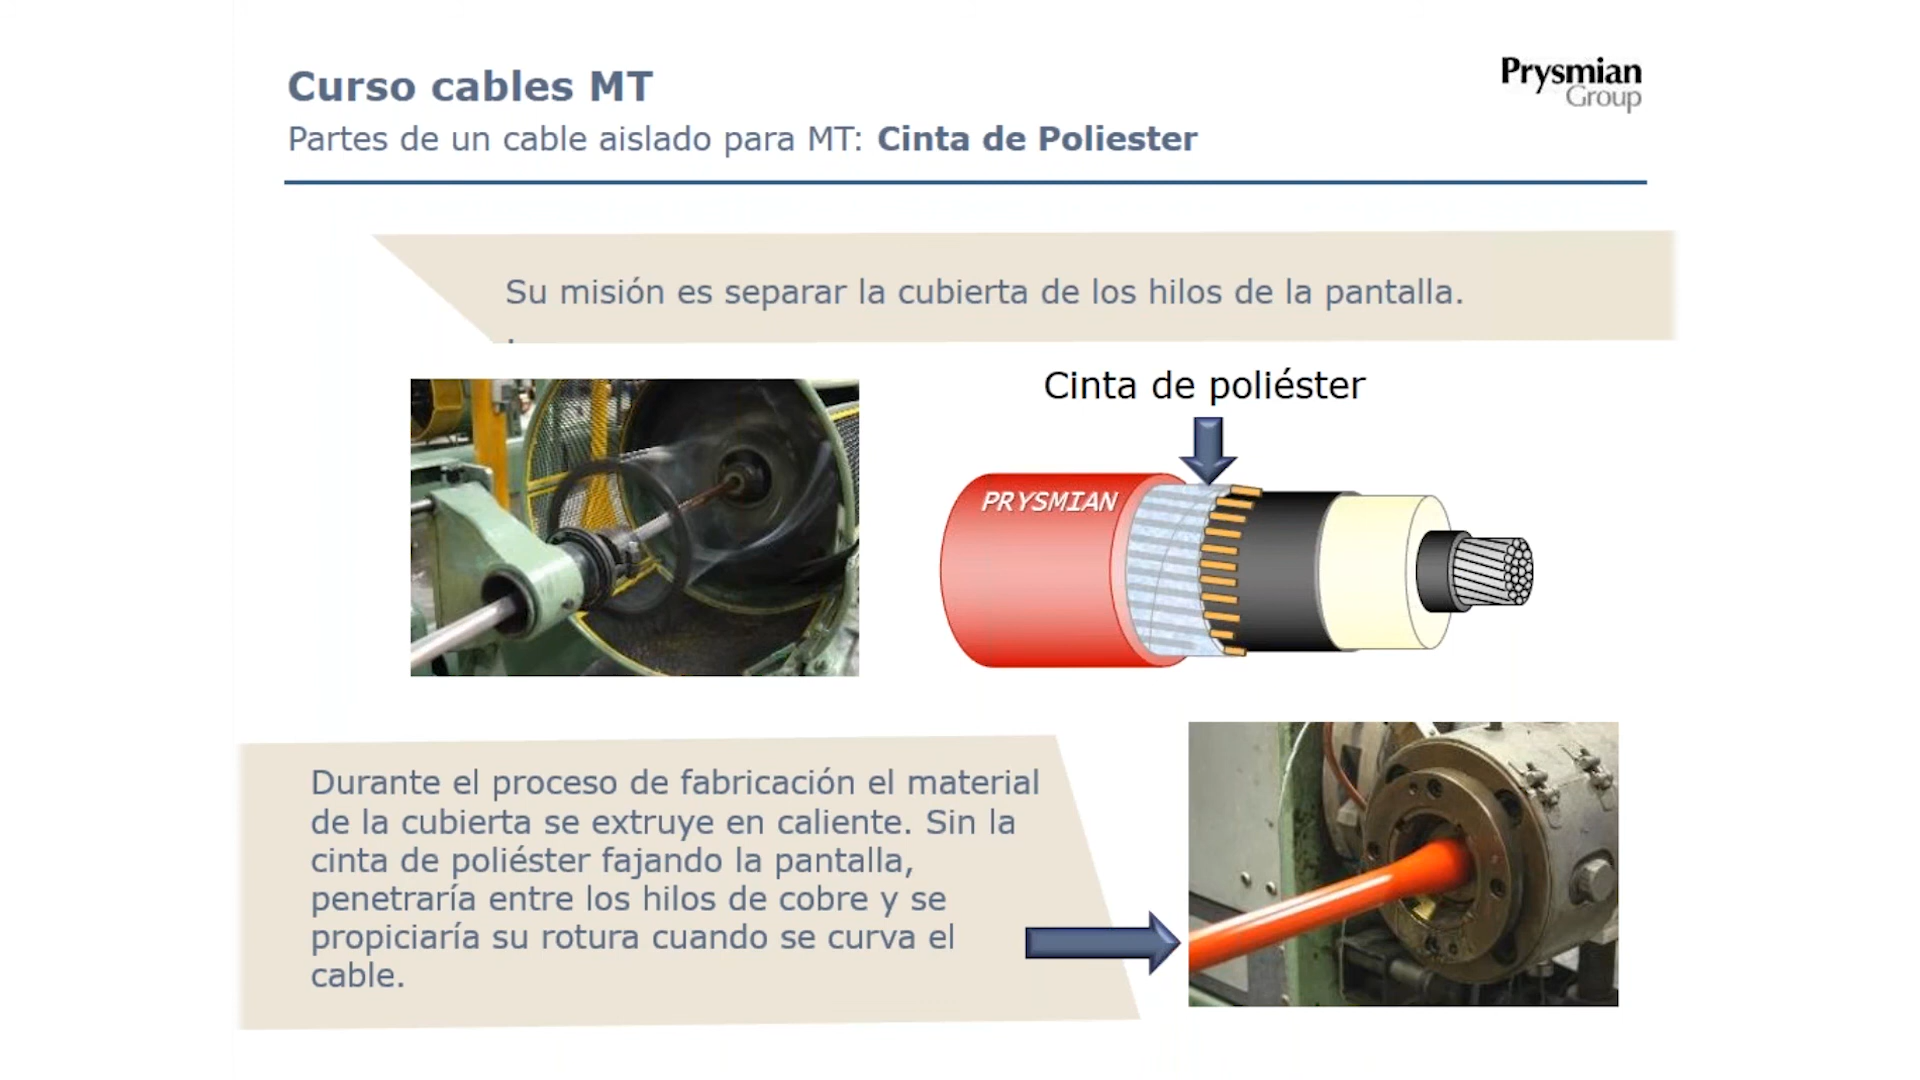 Curso cables MT
Prysmian
Group
Partes de un cable aislado para MT: Cinta de Poliester
Su misión es separar la cubierta de los hilos de la pantalla.
.
Cinta de poliéster
PRYSMIAN
Durante el proceso de fabricación el material
de la cubierta se extruye en caliente. Sin la
cinta de poliéster fajando la pantalla,
penetraría entre los hilos de cobre y se
propiciaría su rotura cuando se curva el
cable.